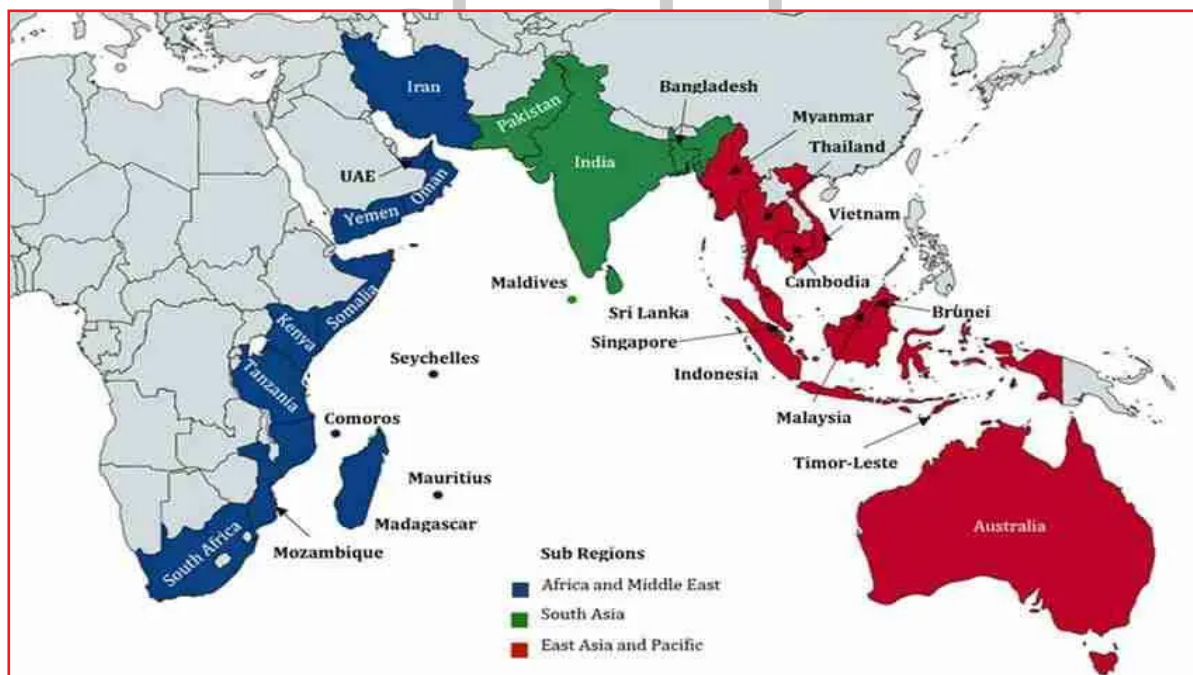 Iran
Pakistan
Bangladesh
Myanmar
Thailand
India
UAE
Oman
Yemen
Vietnam
Cambodia
Maldives
Somalia
Kenya
Sri Lanka
Brunei
Singapore
Seychelles
Indonesia
Tanzania
Malaysia
Comoros
Timor-Leste
Mauritius
Madagascar
Australia
South Africa
Mozambique
Sub Regions
Africa and Middle East
South Asia
East Asia and Pacific